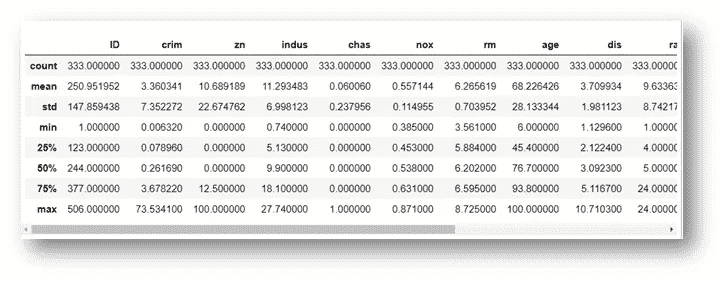 ID crim zn indus chas nox rm age dis ra
count 333.000000 333.000000 333.000000 333.000000 333.000000 333.000000 333.000000 333.000000 333.000000 333.00000
mean 250.951952 3.360341 10.689189 11.293483 0.060060 0.557144 6.265619 68.226426 3.709934 9.63363
std 147.859438 7.352272 22.674762 6.998123 0.237956 0.114955 0.703952 28.133344 1.981123 8.74217
min 1.000000 0.006320 0.000000 0.740000 0.000000 0.385000 3.561000 6.000000 1.129600 1.00000
25% 123.000000 0.078960 0.000000 5.130000 0.000000 0.453000 5.884000 45.400000 2.122400 4.00000
50% 244.000000 0.261690 0.000000 9.900000 0.000000 0.538000 6.202000 76.700000 3.092300 5.00000
75% 377.000000 3.678220 12.500000 18.100000 0.000000 0.631000 6.595000 93.800000 5.116700 24.00000
max 506.000000 73.534100 100.000000 27.740000 1.000000 0.871000 8.725000 100.000000 10.710300 24.00000